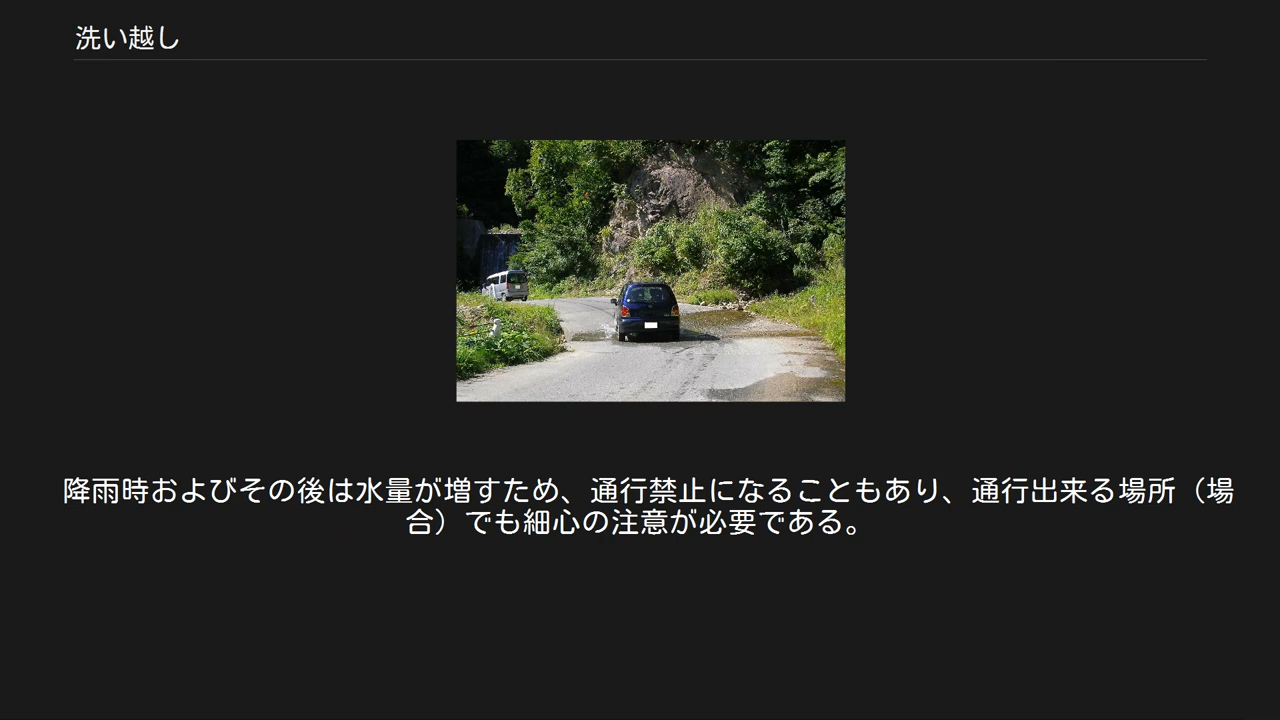 洗い越し
降雨時およびその後は水量が増すため、通行禁止になることもあり、通行出来る場所（場
合）でも細心の注意が必要である。